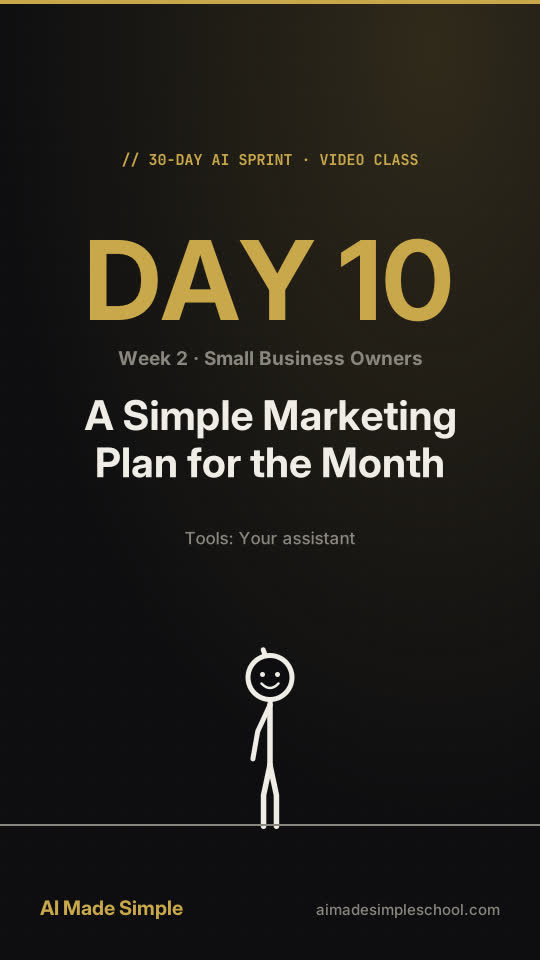 // 30-DAY AI SPRINT · VIDEO CLASS
DAY 10
Week 2 · Small Business Owners
A Simple Marketing
Plan for the Month
Tools: Your assistant
AI Made Simple
aimadesimpleschool.com